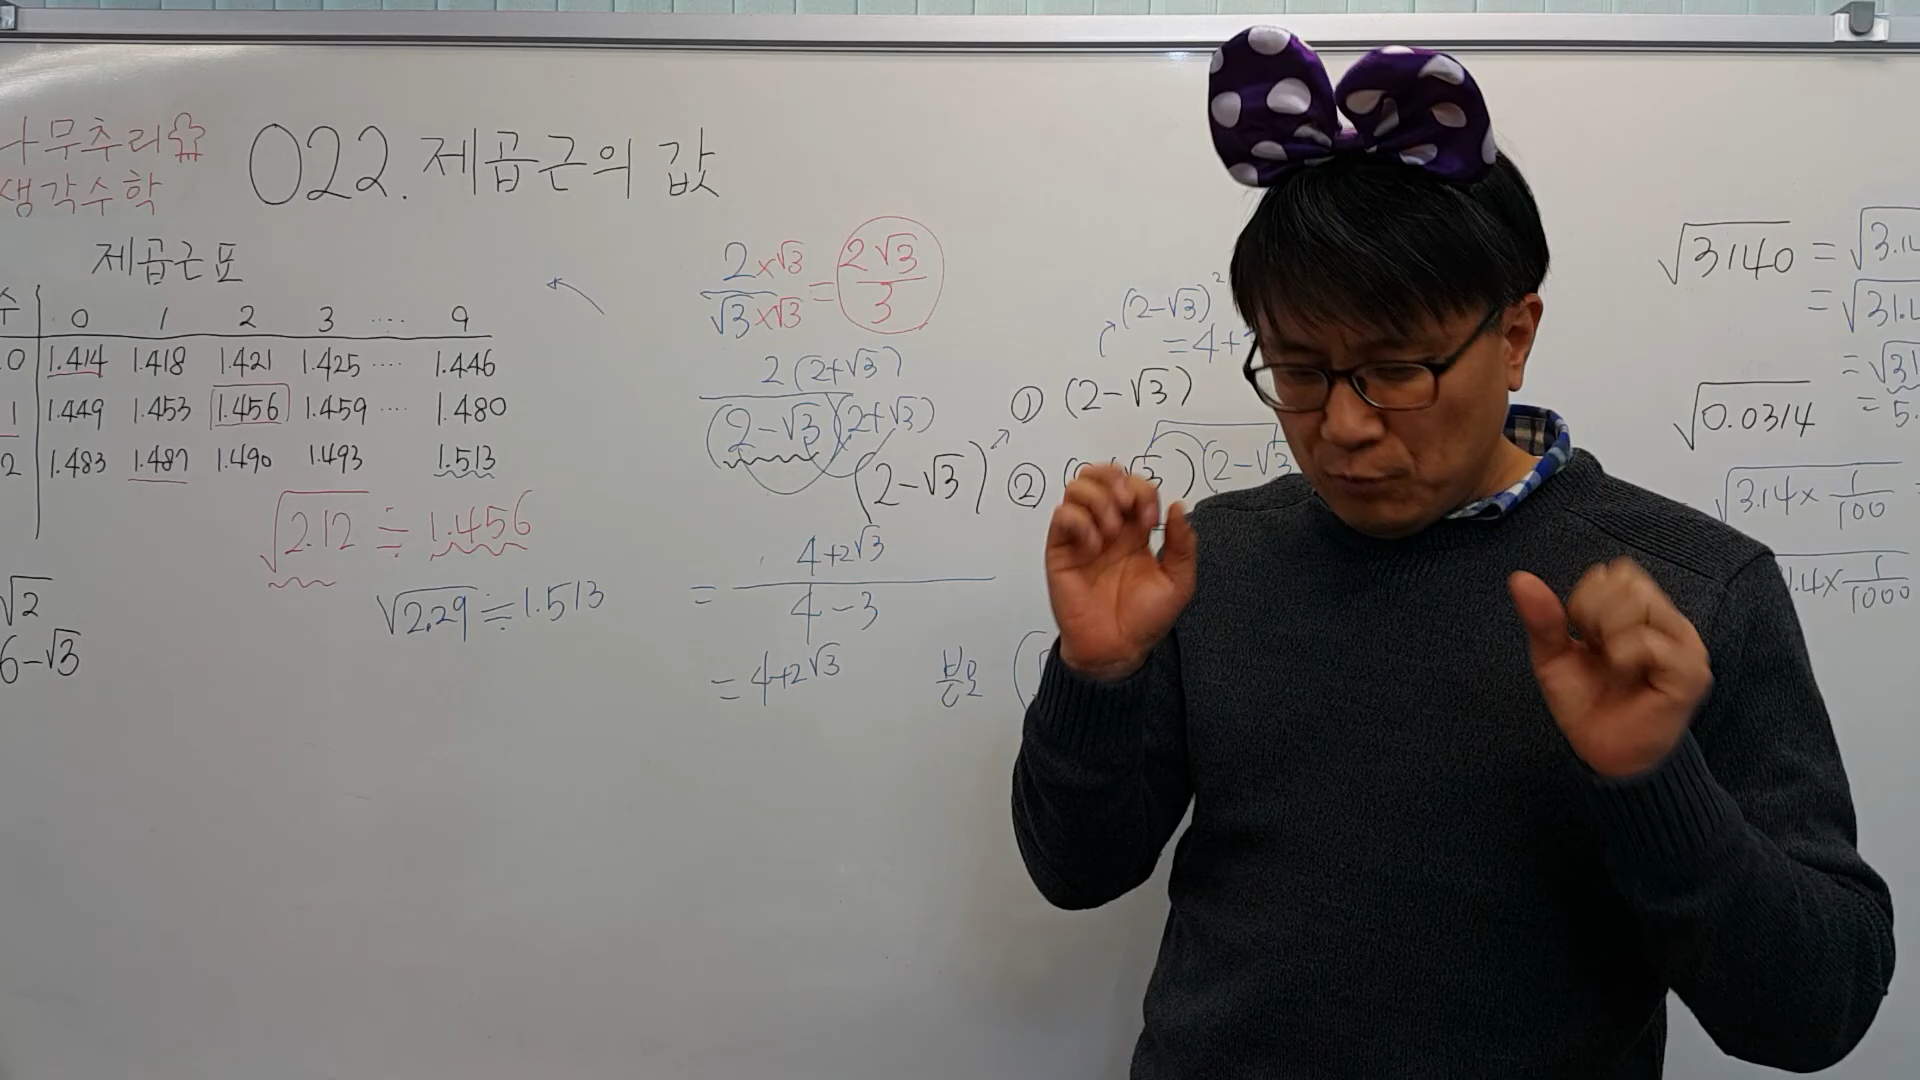 나무추리
생각수학
022. 제곱근의 값
제곱근표
수 0 1 2 3 .... 9
.0 1.414 1.418 1.421 1.425 .... 1.446
1 1.449 1.453 1.456 1.459 .... 1.480
2 1.483 1.487 1.490 1.493 1.513
√2.12 ≒ 1.456
√2.29 ≒ 1.513
√2
6-√3
2×√3 / √3×√3 = 2√3 / 3
2(2+√3) / (2-√3)(2+√3)
(2-√3)
= 4+2√3 / 4-3
= 4+2√3
(2-√3)²
= 4+
① (2-√3)
② √3)(2-√3
√3140 = √3.14
= √31.4
= √31
= 5.
√0.0314
√3.14× 1/100
1.4× 1/1000